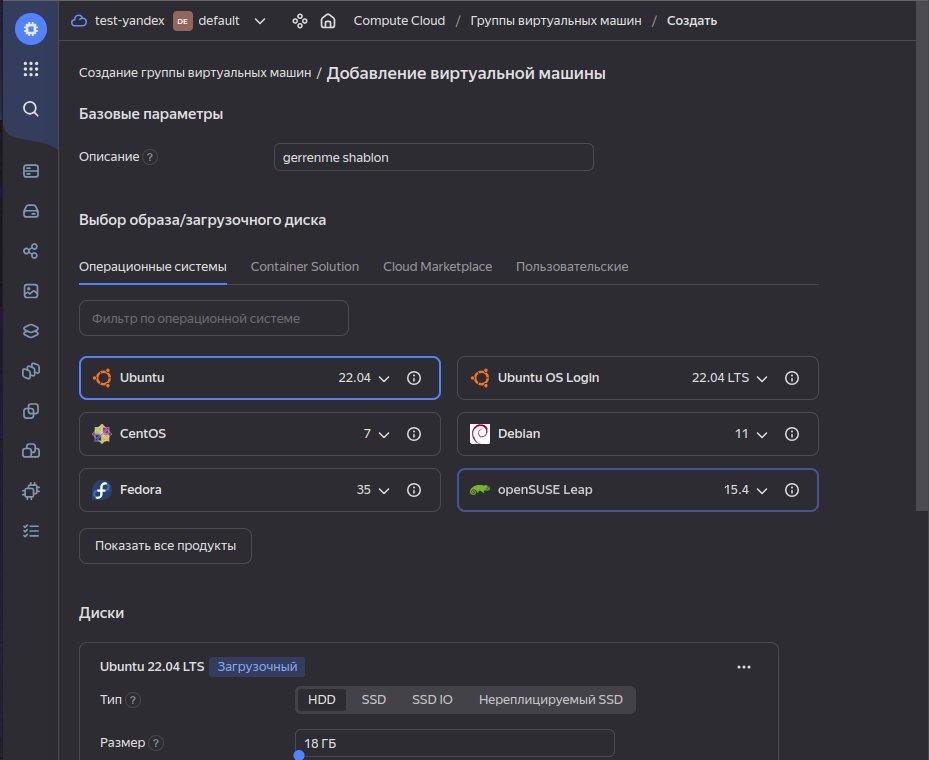 test-yandex DE default Compute Cloud / Группы виртуальных машин / Создать
Создание группы виртуальных машин / Добавление виртуальной машины
Базовые параметры
Описание ? gerrenme shablon
Выбор образа/загрузочного диска
Операционные системы Container Solution Cloud Marketplace Пользовательские
Фильтр по операционной системе
Ubuntu 22.04 Ubuntu OS Login 22.04 LTS
CentOS 7 Debian 11
Fedora 35 openSUSE Leap 15.4
Показать все продукты
Диски
Ubuntu 22.04 LTS Загрузочный
Тип ? HDD SSD SSD IO Нереплицируемый SSD
Размер ? 18 ГБ